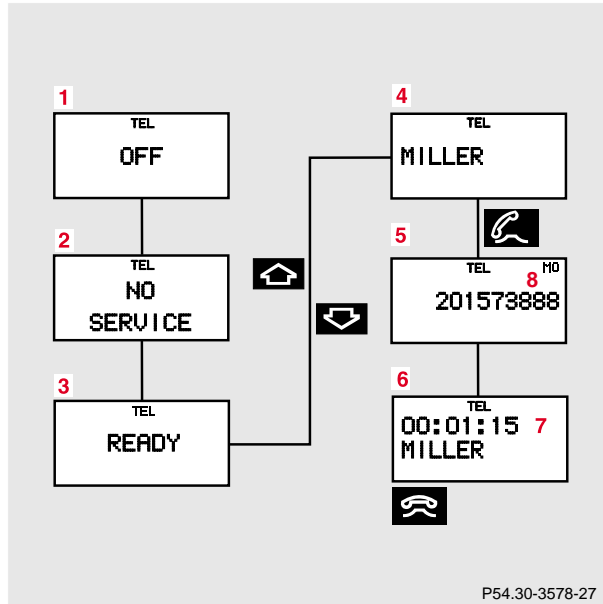 1
TEL
OFF
2
TEL
NO
SERVICE
3
TEL
READY
4
TEL
MILLER
5
TEL MO
8
201573888
6
TEL
00:01:15 7
MILLER
P54.30-3578-27